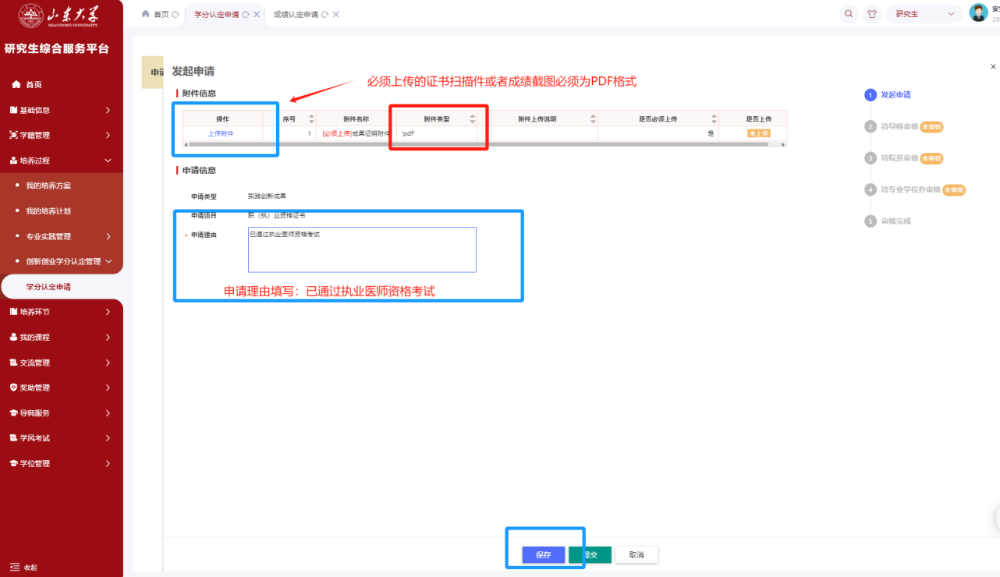 山东大学
SHANDONG UNIVERSITY
研究生综合服务平台
首页
基础信息
学籍管理
培养过程
我的培养方案
我的培养计划
专业实践管理
创新创业学分认定管理
学分认定申请
培养环节
我的课程
交流管理
奖助管理
导师服务
学风考试
学位管理
收起
首页 学分认定申请 成绩认定申请
研究生
发起申请
必须上传的证书扫描件或者成绩截图必须为PDF格式
附件信息
操作 序号 附件名称 附件类型 附件上传说明 是否必须上传 是否上传
上传附件 1 [必须上传]成果证明附件 'pdf' 是 未上传
申请信息
申请类型 实践创新成果
申请项目 职（执）业资格证书
* 申请理由 已通过执业医师资格考试
申请理由填写：已通过执业医师资格考试
保存 提交 取消
1 发起申请
2 待导师审核 未审核
3 待院系审核 未审核
4 待专业学位办审核 未审核
5 审核完成